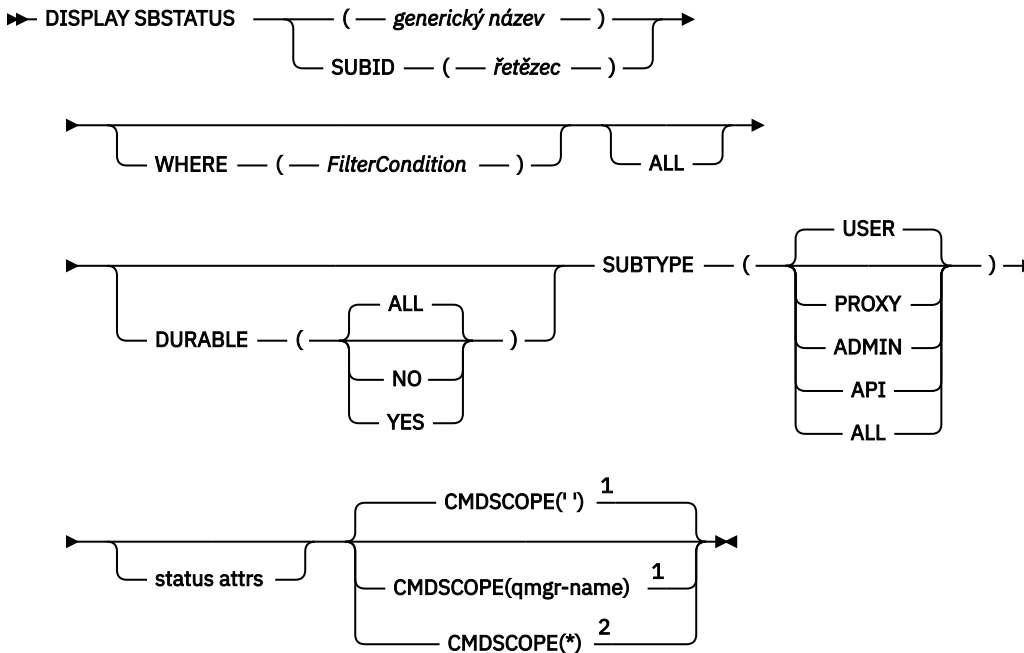 DISPLAY SBSTATUS ( generický název )
SUBID ( řetězec )
WHERE ( FilterCondition )
ALL
USER
SUBTYPE ( )
ALL
PROXY
DURABLE ( )
ADMIN
NO
API
YES
ALL
CMDSCOPE(' ') 1
status attrs
CMDSCOPE(qmgr-name) 1
CMDSCOPE(*) 2